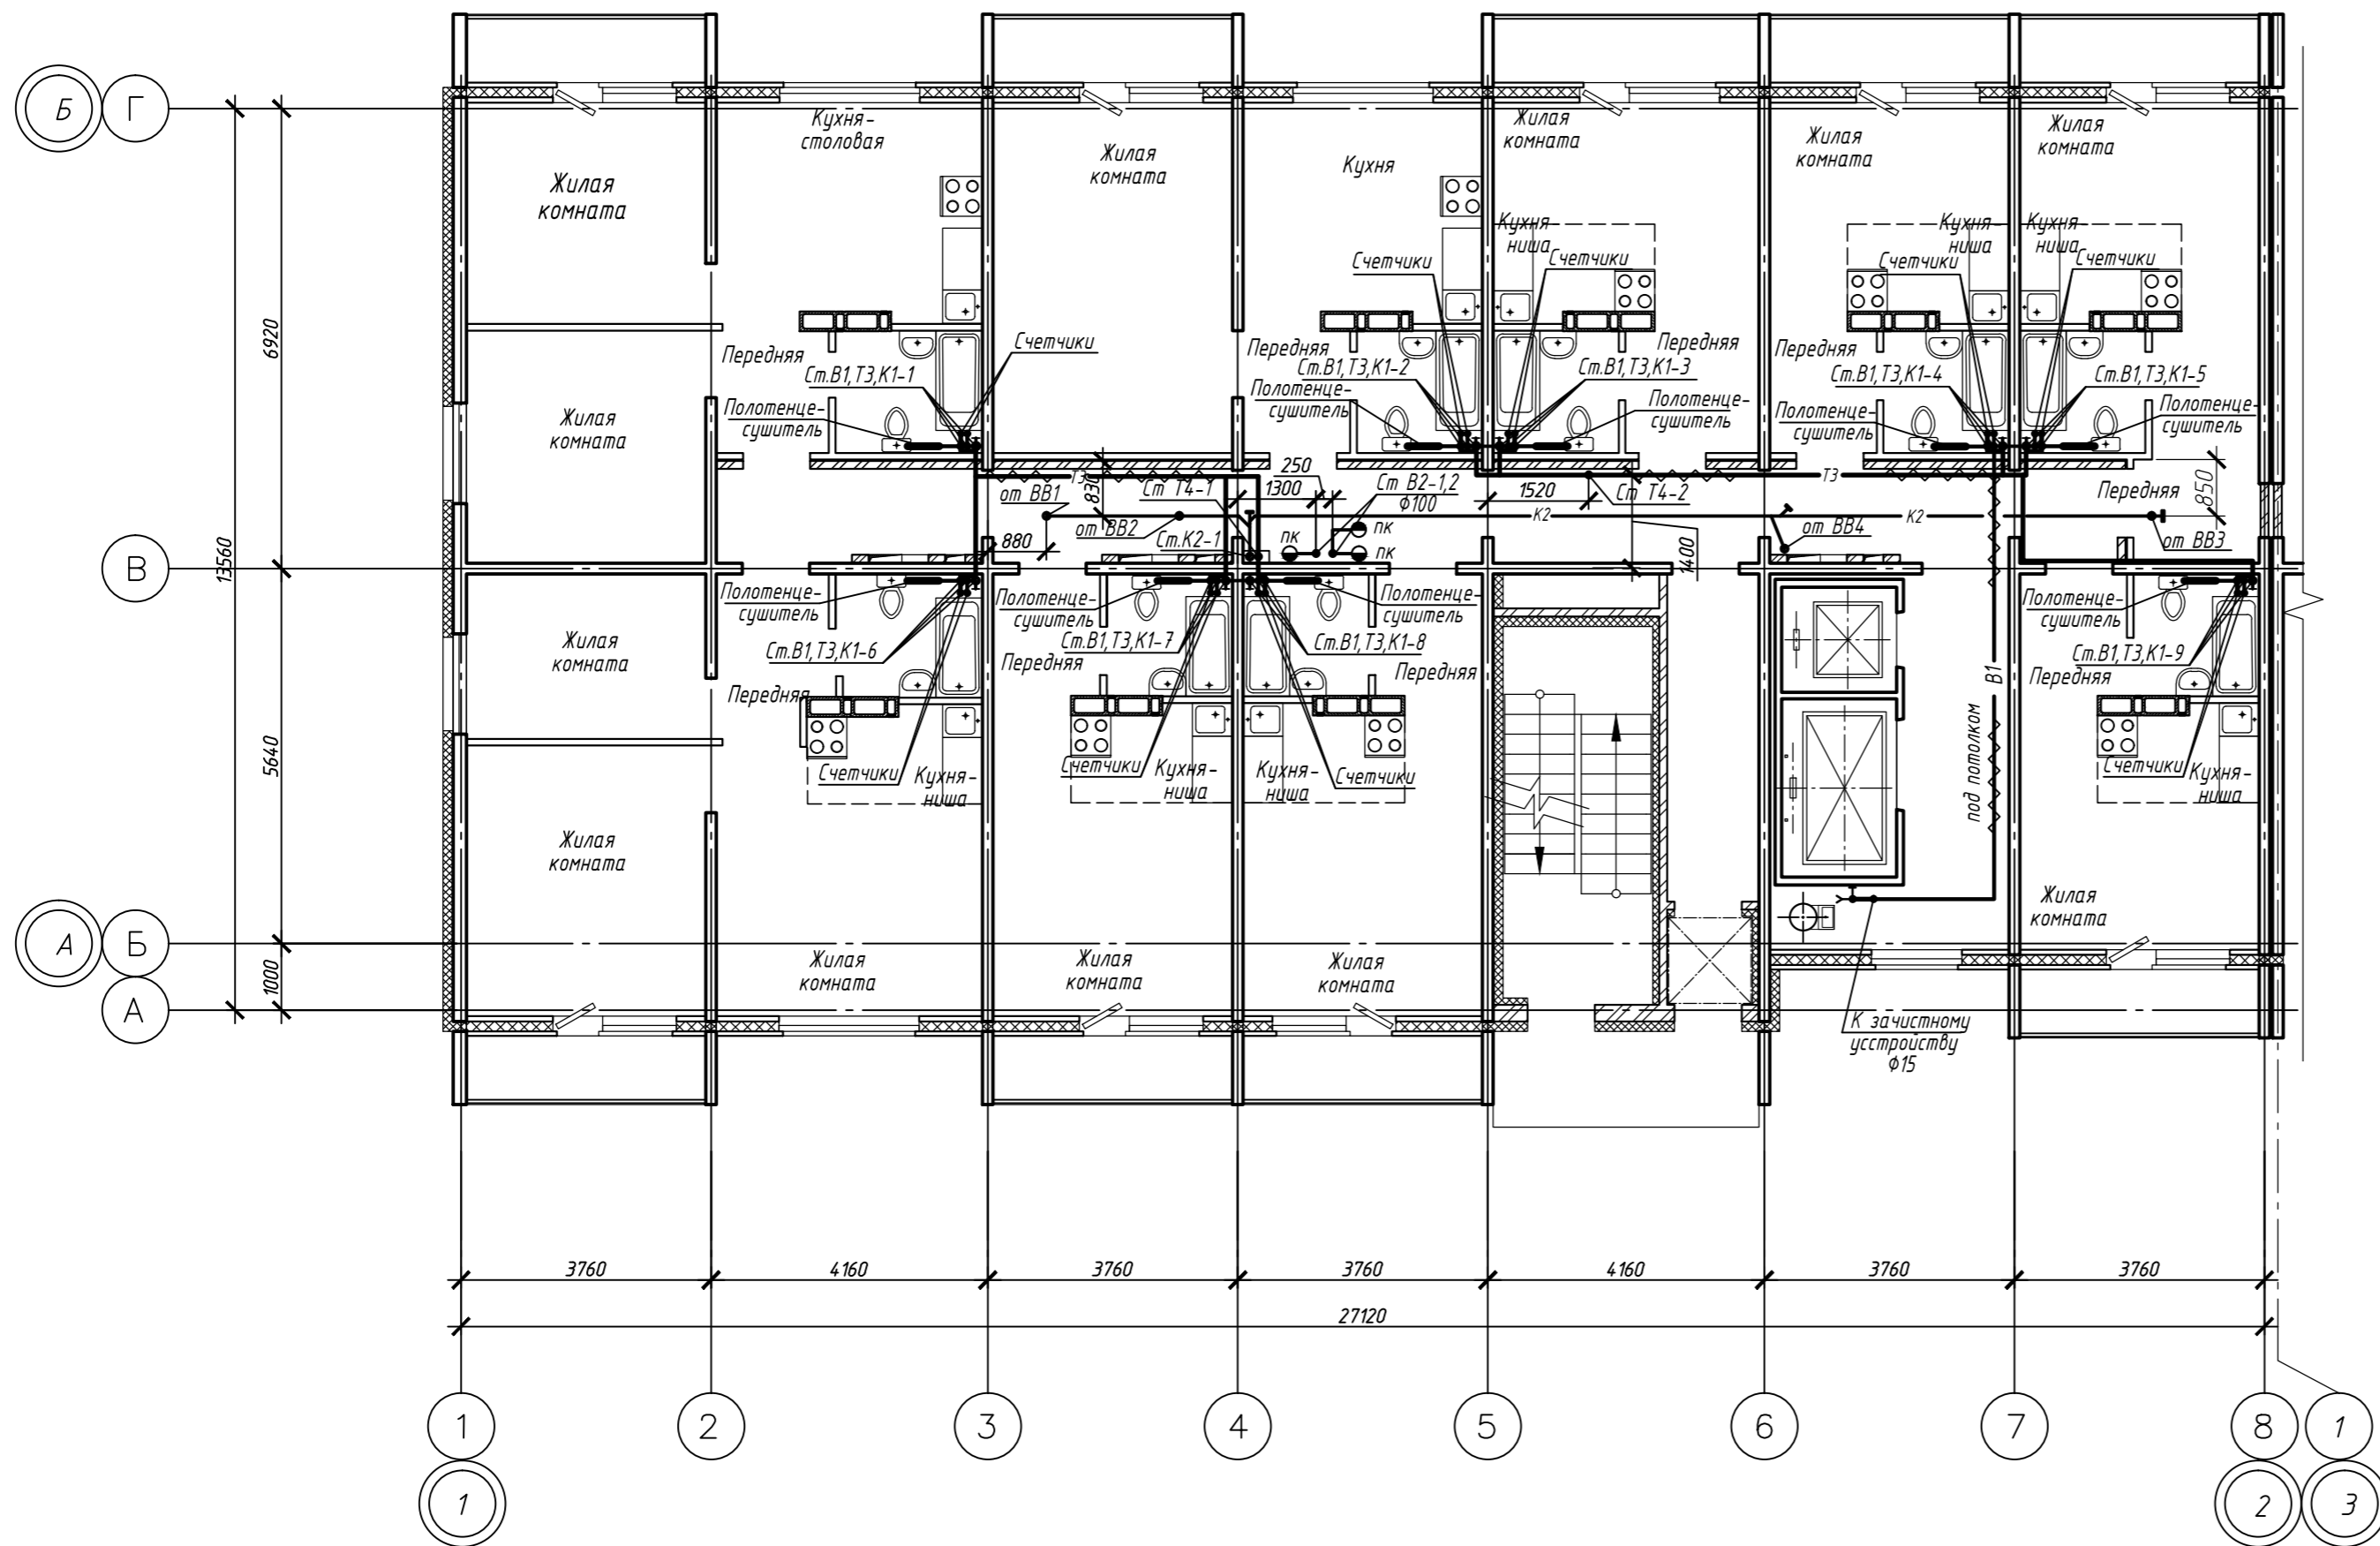 Б
Г
Кухня-
столовая
Жилая
комната
Жилая
комната
Кухня
Жилая
комната
Жилая
комната
Жилая
комната
Кухня
ниша
Кухня-
ниша
Кухня-
ниша
Счетчики
Счетчики
Счетчики
Счетчики
Счетчики
6920
13560
Передняя
Ст.В1,Т3,К1-1
Полотенце-
сушитель
Передняя
Ст.В1,Т3,К1-2
Полотенце-
сушитель
Передняя
Ст.В1,Т3,К1-3
Полотенце-
сушитель
Передняя
Ст.В1,Т3,К1-4
Полотенце-
сушитель
Ст.В1,Т3,К1-5
Полотенце-
сушитель
Жилая
комната
Т3
830
от ВВ1
от ВВ2
880
Ст Т4-1
Ст.К2-1
250
1300
Ст В2-1,2
ф100
пк
пк
пк
1520
Ст Т4-2
К2
Т3
К2
1400
от ВВ4
Передняя
850
от ВВ3
В
Полотенце-
сушитель
Ст.В1,Т3,К1-6
Передняя
Полотенце-
сушитель
Ст.В1,Т3,К1-7
Передняя
Полотенце-
сушитель
Ст.В1,Т3,К1-8
Передняя
В1
под потолком
Полотенце-
сушитель
Ст.В1,Т3,К1-9
Передняя
Жилая
комната
5640
Счетчики
Кухня-
ниша
Счетчики
Кухня-
ниша
Кухня-
ниша
Счетчики
Счетчики
Кухня-
ниша
Жилая
комната
Жилая
комната
А
Б
1000
А
Жилая
комната
Жилая
комната
Жилая
комната
К зачистному
усстройству
ф15
3760
4160
3760
3760
4160
3760
3760
27120
1
2
3
4
5
6
7
8
1
1
2
3